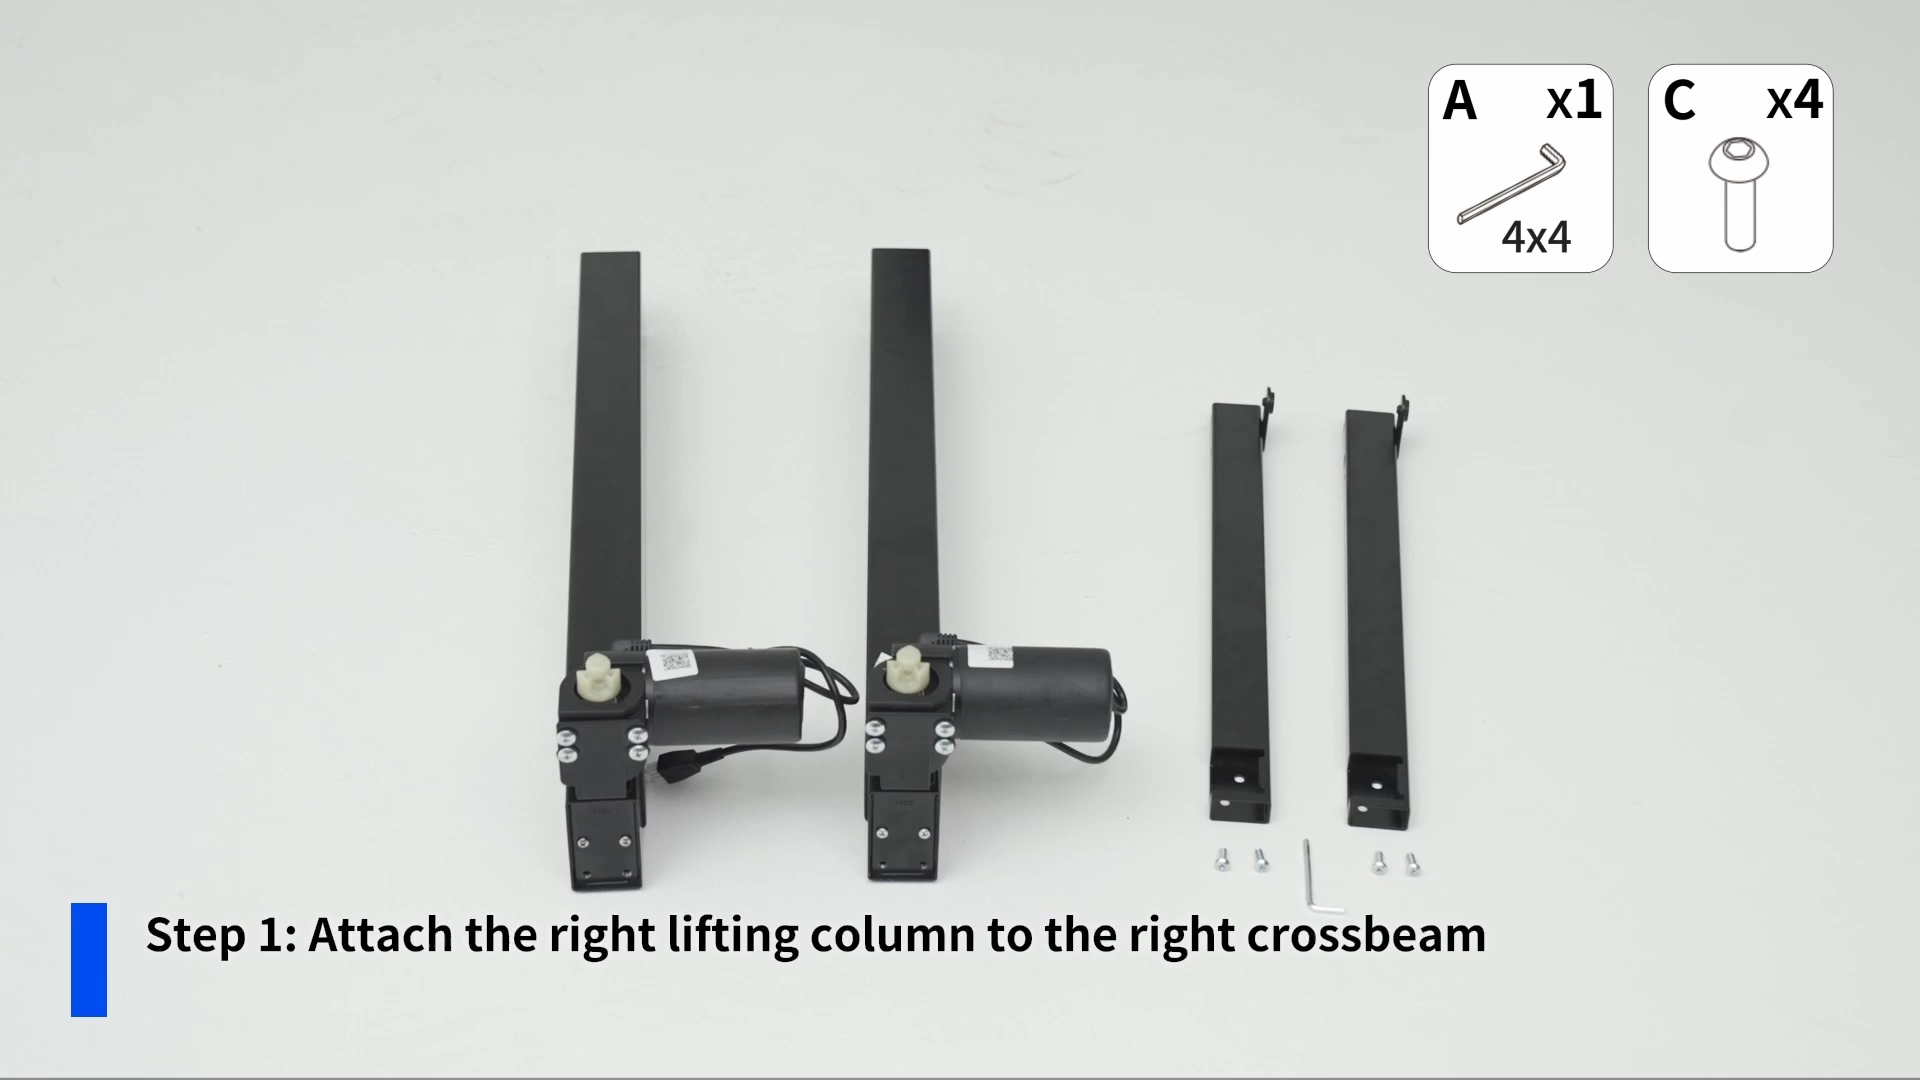 A x1
4x4
C x4
Step 1: Attach the right lifting column to the right crossbeam